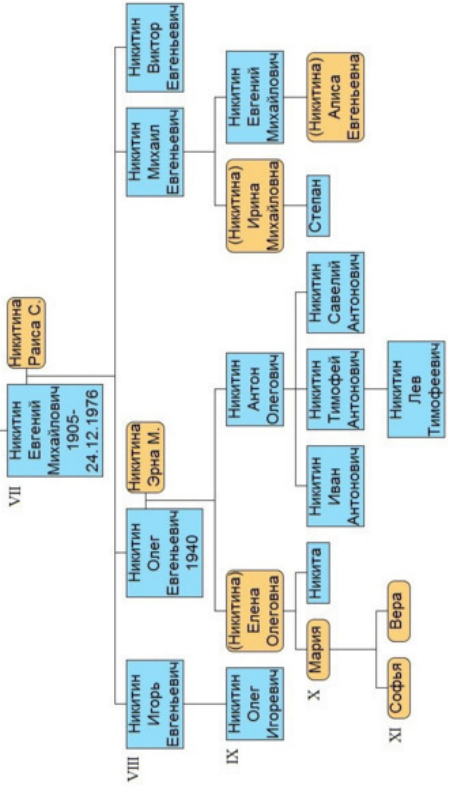 VII
Никитин
Евгений
Михайлович
1905-
24.12.1976
Никитина
Раиса С.
VIII
Никитин
Игорь
Евгеньевич
Никитин
Олег
Евгеньевич
1940
Никитина
Эрна М.
Никитин
Михаил
Евгеньевич
Никитин
Виктор
Евгеньевич
IX
Никитин
Олег
Игоревич
(Никитина)
Елена
Олеговна
Никитин
Антон
Олегович
(Никитина)
Ирина
Михайловна
Никитин
Евгений
Михайлович
X
Мария
Никита
Никитин
Иван
Антонович
Никитин
Тимофей
Антонович
Никитин
Савелий
Антонович
Степан
(Никитина)
Алиса
Евгеньевна
XI
Софья
Вера
Никитин
Лев
Тимофеевич